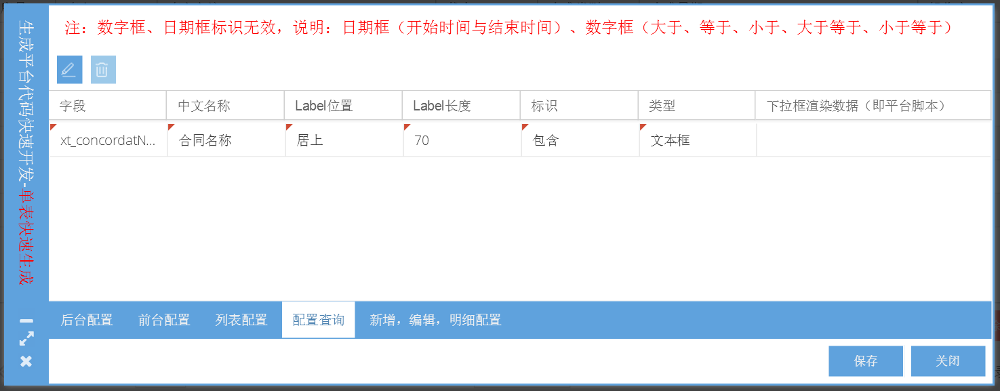 生成平台代码快速开发-单表快速生成
注：数字框、日期框标识无效，说明：日期框（开始时间与结束时间）、数字框（大于、等于、小于、大于等于、小于等于）
字段 中文名称 Label位置 Label长度 标识 类型 下拉框渲染数据（即平台脚本）
xt_concordatN... 合同名称 居上 70 包含 文本框
后台配置 前台配置 列表配置 配置查询 新增，编辑，明细配置
保存 关闭